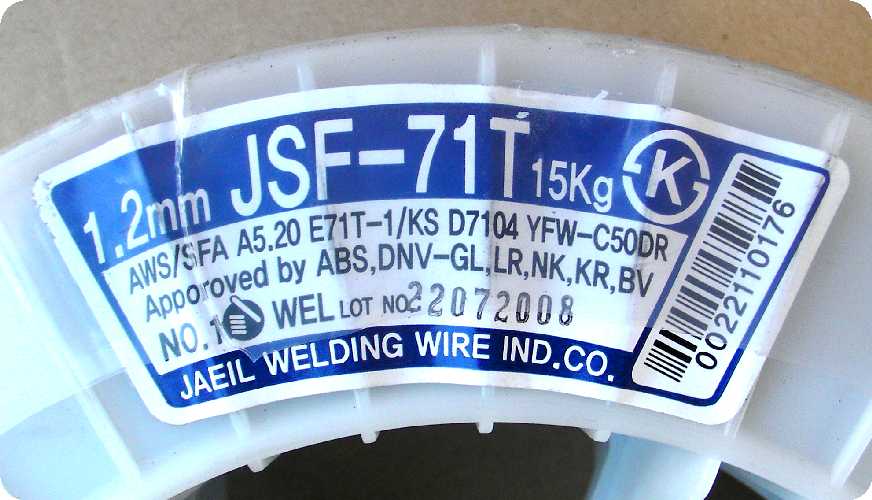 1.2mm JSF-71T 15Kg K
AWS/SFA A5.20 E71T-1/KS D7104 YFW-C50DR
Apporoved by ABS,DNV-GL,LR,NK,KR,BV
NO.1 WEL LOT NO. 22072008
JAEIL WELDING WIRE IND.CO.
0022110176